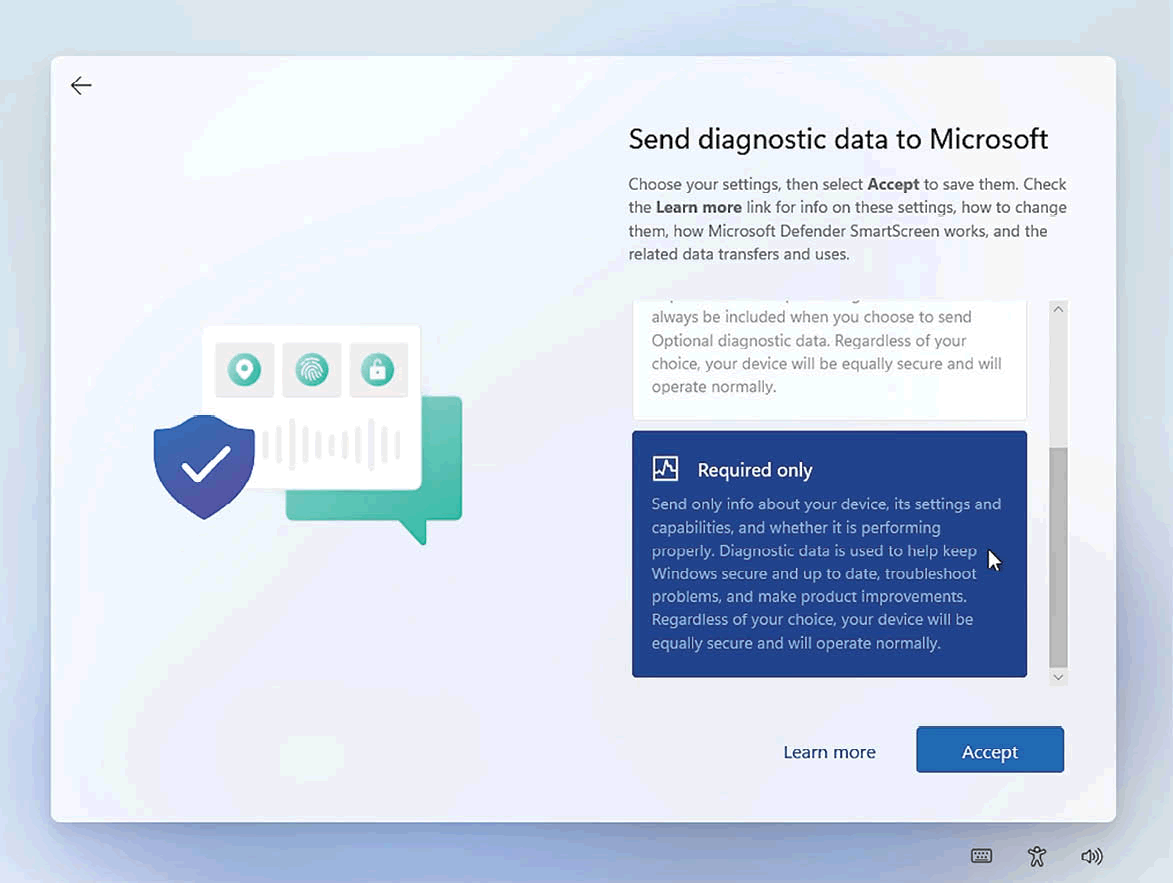 Send diagnostic data to Microsoft
Choose your settings, then select Accept to save them. Check
the Learn more link for info on these settings, how to change
them, how Microsoft Defender SmartScreen works, and the
related data transfers and uses.
always be included when you choose to send
Optional diagnostic data. Regardless of your
choice, your device will be equally secure and will
operate normally.
Required only
Send only info about your device, its settings and
capabilities, and whether it is performing
properly. Diagnostic data is used to help keep
Windows secure and up to date, troubleshoot
problems, and make product improvements.
Regardless of your choice, your device will be
equally secure and will operate normally.
Learn more
Accept